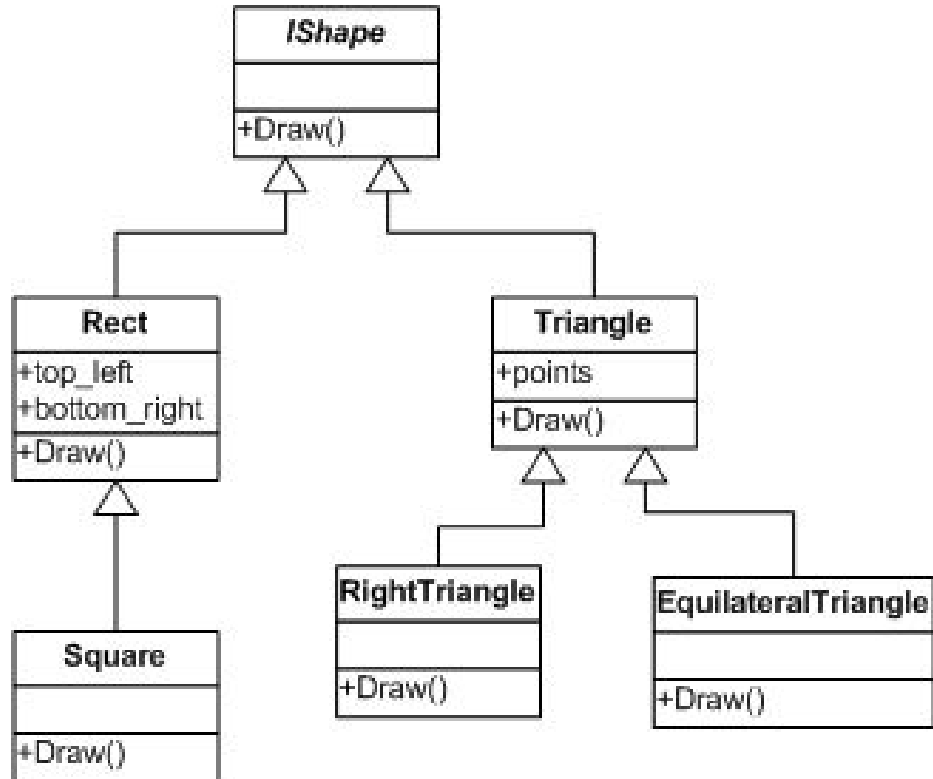 IShape
+Draw()
Rect
+top_left
+bottom_right
+Draw()
Triangle
+points
+Draw()
Square
+Draw()
RightTriangle
+Draw()
EquilateralTriangle
+Draw()